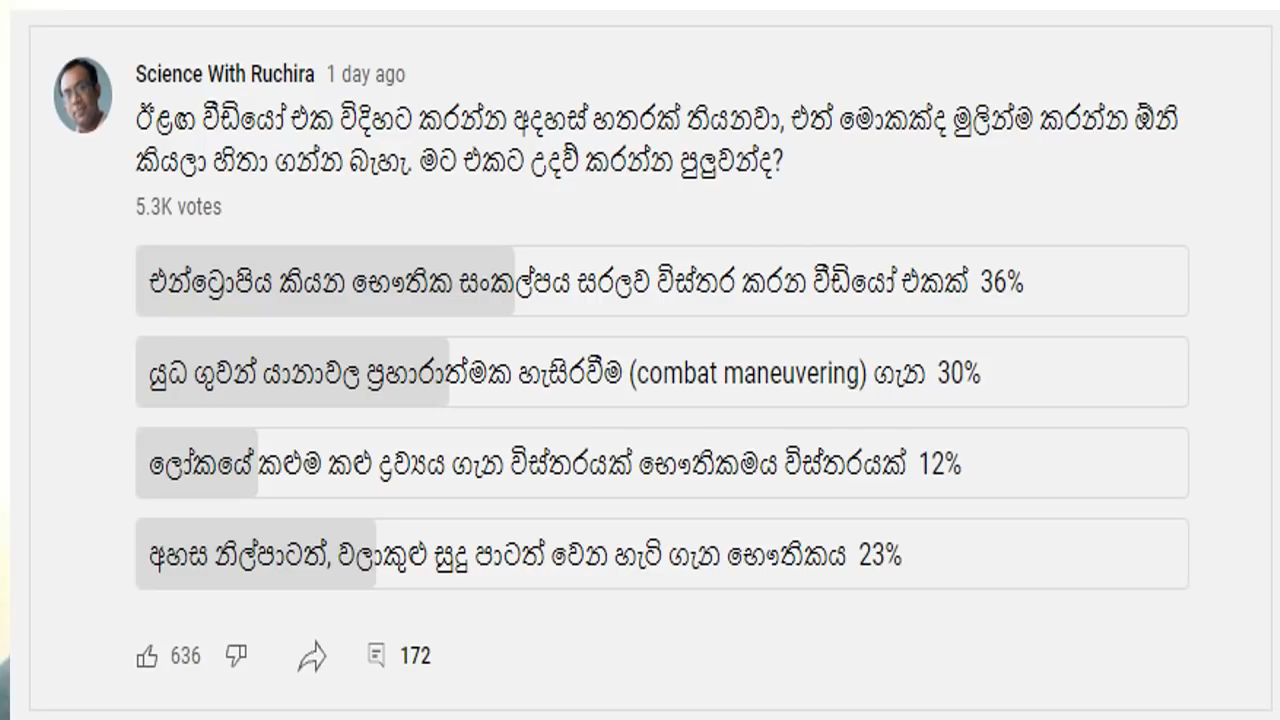 Science With Ruchira 1 day ago
ඊළඟ වීඩියෝ එක විදිහට කරන්න අදහස් හතරක් තියනවා, එත් මොකක්ද මුලින්ම කරන්න ඕනි
කියලා හිතා ගන්න බැහැ. මට එකට උදව් කරන්න පුලුවන්ද?
5.3K votes
එන්ට්‍රොපිය කියන භෞතික සංකල්පය සරලව විස්තර කරන වීඩියෝ එකක් 36%
යුධ ගුවන් යානාවල ප්‍රහාරාත්මක හැසිරවීම (combat maneuvering) ගැන 30%
ලෝකයේ කළුම කළු ද්‍රව්‍යය ගැන විස්තරයක් භෞතිකමය විස්තරයක් 12%
අහස නිල්පාටත්, වලාකුළු සුදු පාටත් වෙන හැටි ගැන භෞතිකය 23%
636 172